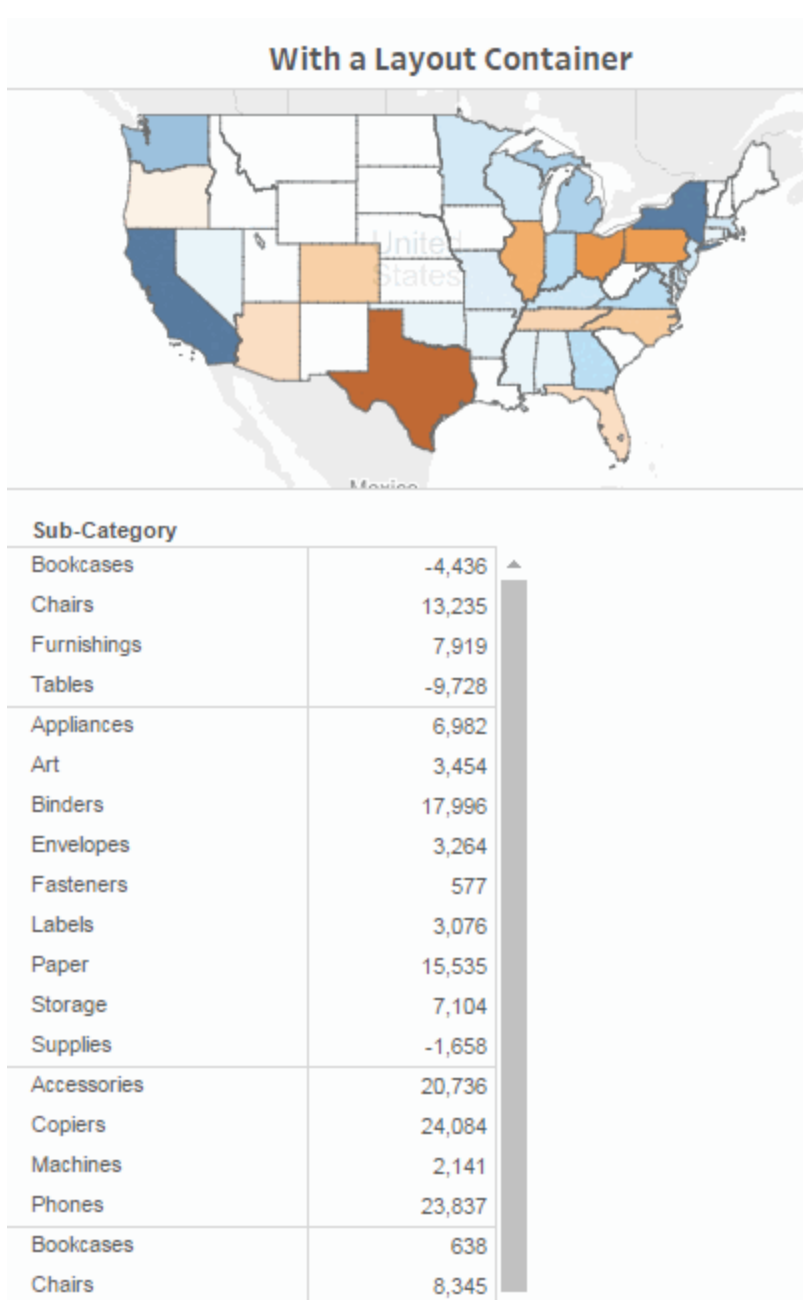 With a Layout Container
United
States
Mexico
Sub-Category
Bookcases -4,436
Chairs 13,235
Furnishings 7,919
Tables -9,728
Appliances 6,982
Art 3,454
Binders 17,996
Envelopes 3,264
Fasteners 577
Labels 3,076
Paper 15,535
Storage 7,104
Supplies -1,658
Accessories 20,736
Copiers 24,084
Machines 2,141
Phones 23,837
Bookcases 638
Chairs 8,345